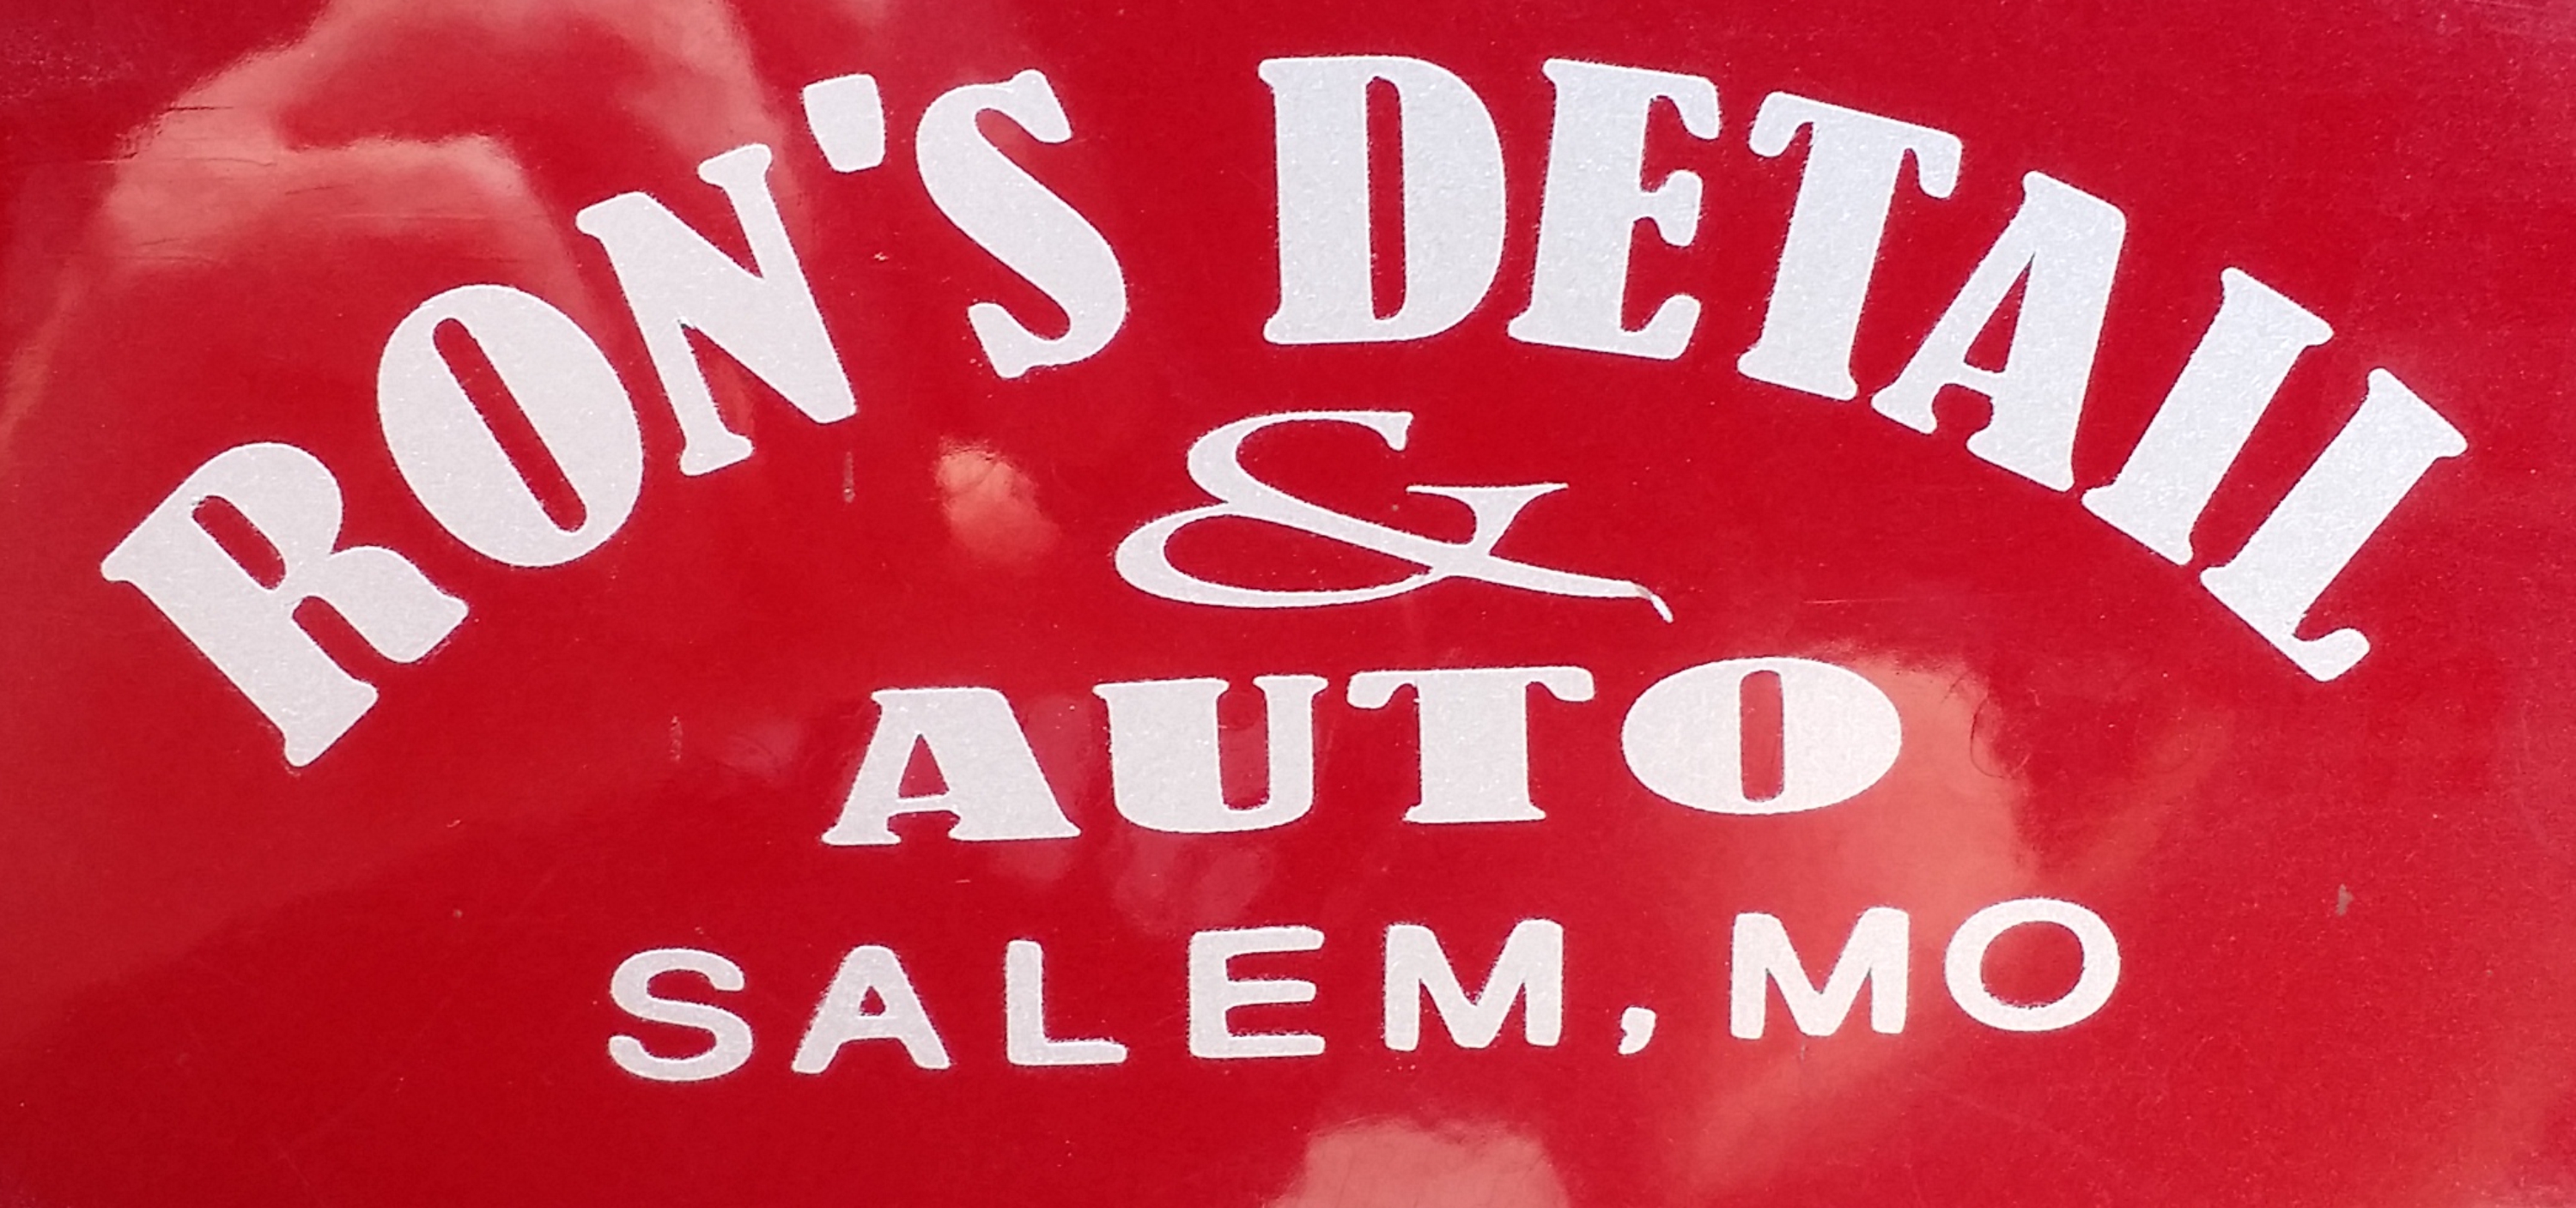 RON'S DETAIL
&
AUTO
SALEM, MO